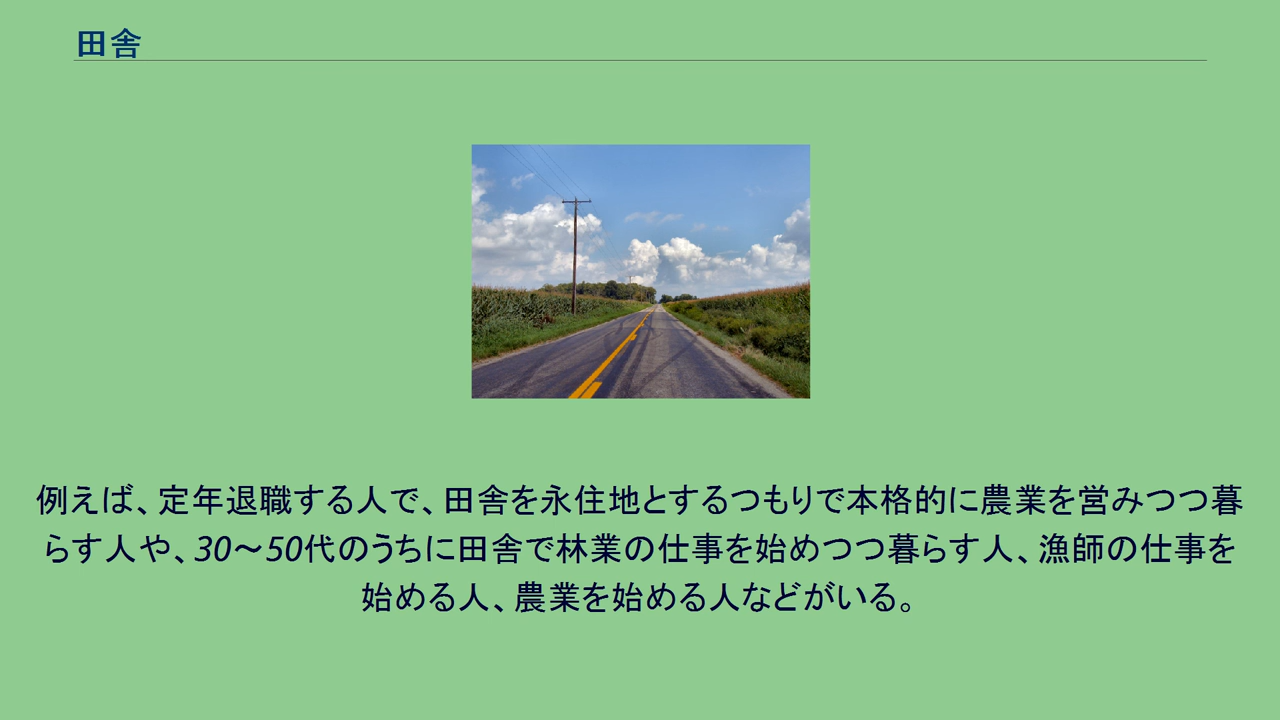 田舎
例えば、定年退職する人で、田舎を永住地とするつもりで本格的に農業を営みつつ暮
らす人や、30～50代のうちに田舎で林業の仕事を始めつつ暮らす人、漁師の仕事を
始める人、農業を始める人などがいる。